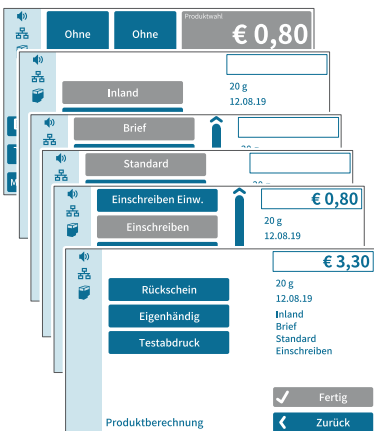 Ohne
Ohne
Produktwahl
€ 0,80
M
Inland
20 g
12.08.19
Brief
Standard
Einschreiben Einw.
Einschreiben
€ 0,80
20 g
12.08.19
€ 3,30
Rückschein
Eigenhändig
Testabdruck
20 g
12.08.19
Inland
Brief
Standard
Einschreiben
Fertig
Produktberechnung
Zurück